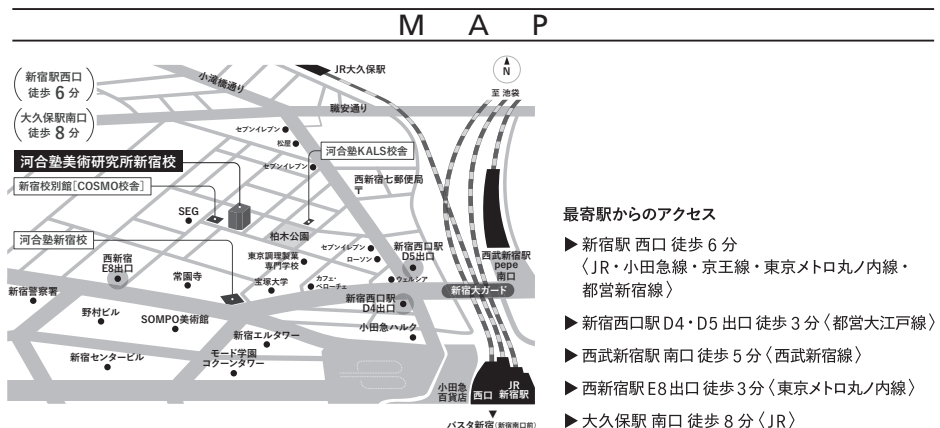 MAP
新宿駅西口
徒歩 6 分
大久保駅南口
徒歩 8 分
小滝橋通り
JR大久保駅
N
至 池袋
職安通り
セブンイレブン
松屋
セブンイレブン
河合塾KALS校舎
河合塾美術研究所新宿校
新宿校別館[COSMO校舎]
西新宿七郵便局
〒
SEG
柏木公園
河合塾新宿校
セブンイレブン
ローソン
新宿西口駅
D5出口
西武新宿駅
pepe
南口
東京調理製菓
専門学校
西新宿
E8出口
常圓寺
宝塚大学
カフェ・
ベローチェ
ウェルシア
新宿大ガード
新宿西口駅
D4出口
新宿警察署
野村ビル
SOMPO美術館
新宿エルタワー
小田急ハルク
新宿センタービル
モード学園
コクーンタワー
小田急
百貨店
西口
JR
新宿駅
バスタ新宿(新宿南口前)
最寄駅からのアクセス
▶ 新宿駅 西口 徒歩 6 分
〈JR・小田急線・京王線・東京メトロ丸ノ内線・
都営新宿線〉
▶ 新宿西口駅 D4・D5 出口 徒歩 3 分〈都営大江戸線〉
▶ 西武新宿駅 南口 徒歩 5 分〈西武新宿線〉
▶ 西新宿駅 E8 出口 徒歩 3 分〈東京メトロ丸ノ内線〉
▶ 大久保駅 南口 徒歩 8 分〈JR〉